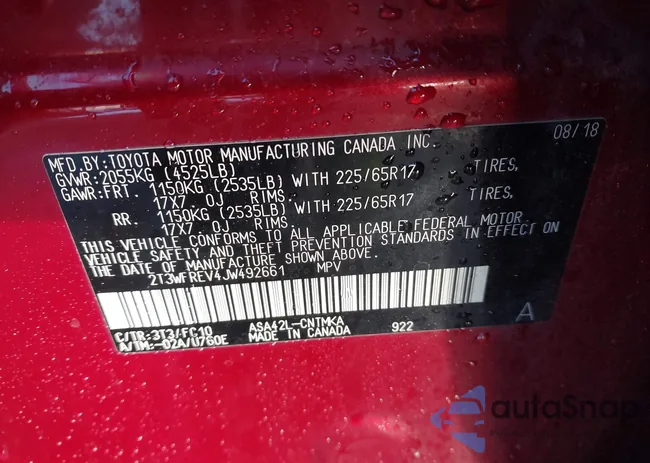 MFD.BY:TOYOTA MOTOR MANUFACTURING CANADA INC. 08/18
GVWR:2055KG (4525LB)
GAWR:FRT. 1150KG (2535LB) WITH 225/65R17 TIRES,
17X7 0J RIMS.
RR. 1150KG (2535LB) WITH 225/65R17 TIRES,
17X7 0J RIMS.
THIS VEHICLE CONFORMS TO ALL APPLICABLE FEDERAL MOTOR
VEHICLE SAFETY AND THEFT PREVENTION STANDARDS IN EFFECT ON
THE DATE OF MANUFACTURE SHOWN ABOVE.
2T3WFREV4JW492661 MPV
C/TR:3T3/FC10 ASA42L-CNTMKA 922 A
A/TM:-02A/U760E MADE IN CANADA
autoSnap